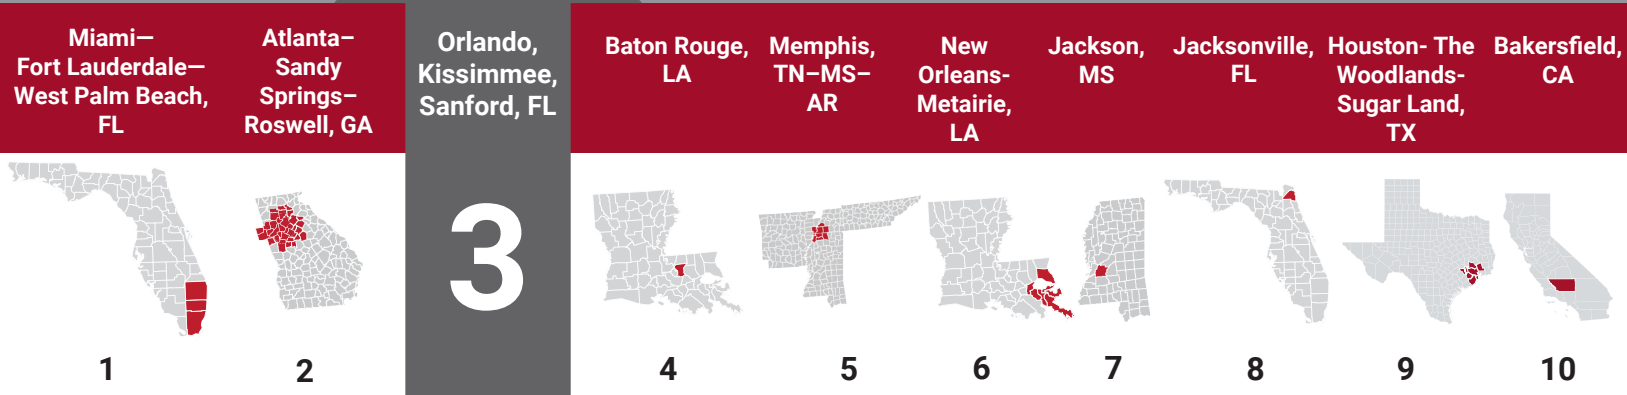 Miami—
Fort Lauderdale—
West Palm Beach,
FL
Atlanta–
Sandy
Springs–
Roswell, GA
Orlando,
Kissimmee,
Sanford, FL
Baton Rouge,
LA
Memphis,
TN–MS–
AR
New
Orleans-
Metairie,
LA
Jackson,
MS
Jacksonville,
FL
Houston- The
Woodlands-
Sugar Land,
TX
Bakersfield,
CA
1
2
3
4
5
6
7
8
9
10